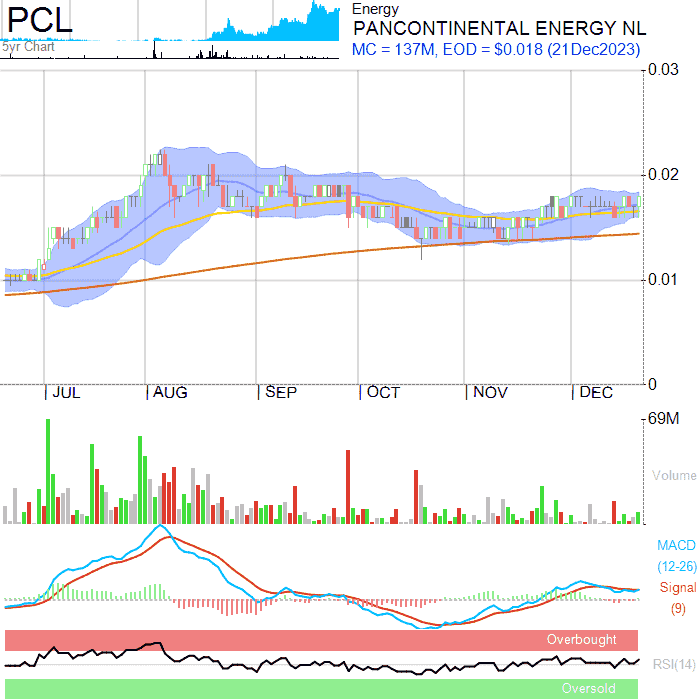 PCL
5yr Chart
Energy
PANCONTINENTAL ENERGY NL
MC = 137M, EOD = $0.018 (21Dec2023)
0.03
0.02
0.01
0
JUL AUG SEP OCT NOV DEC
69M
Volume
MACD
(12-26)
Signal
(9)
Overbought
RSI(14)
Oversold